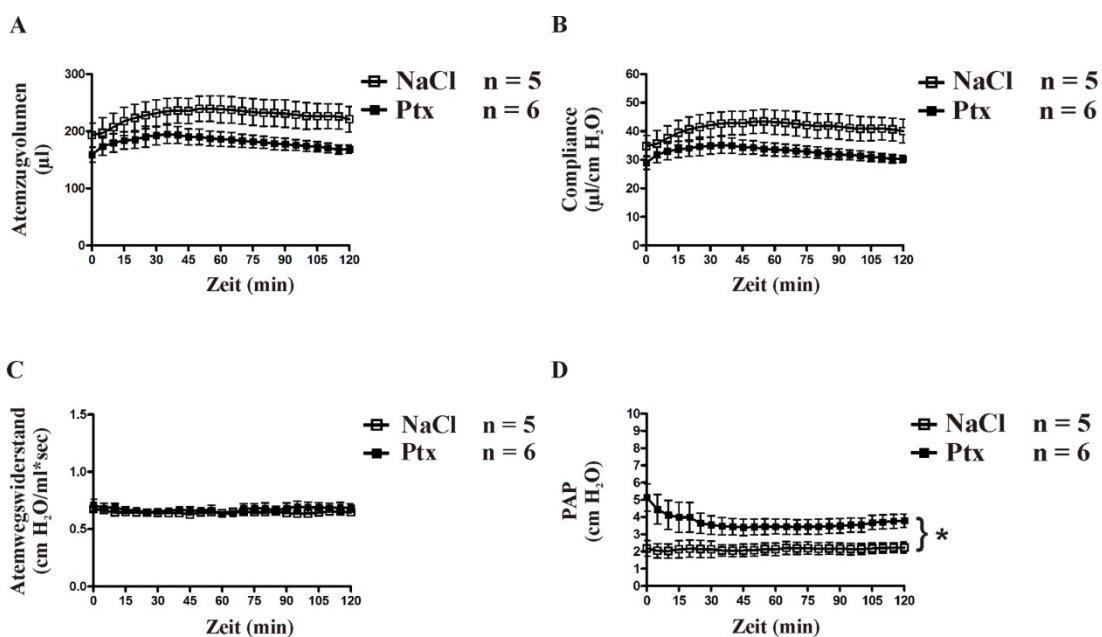 A
Atemzugvolumen
(µl)
300
200
100
0
0 15 30 45 60 75 90 105 120
Zeit (min)
NaCl n = 5
Ptx n = 6
B
Compliance
(µl/cm H₂O)
60
50
40
30
20
10
0
0 15 30 45 60 75 90 105 120
Zeit (min)
NaCl n = 5
Ptx n = 6
C
Atemwegswiderstand
(cm H₂O/ml*sec)
1.5
1.0
0.5
0.0
0 15 30 45 60 75 90 105 120
Zeit (min)
NaCl n = 5
Ptx n = 6
D
PAP
(cm H₂O)
10
9
8
7
6
5
4
3
2
1
0
0 15 30 45 60 75 90 105 120
Zeit (min)
NaCl n = 5
Ptx n = 6
} *